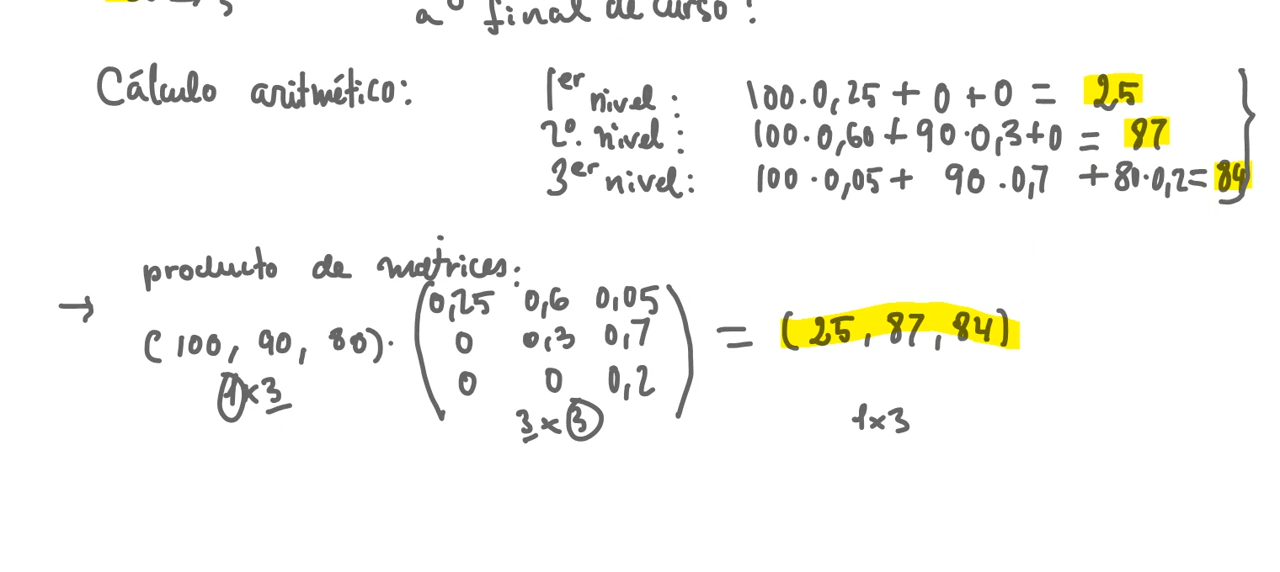 aº final de curso?
Cálculo aritmético: 1er nivel: 100·0,25 + 0 + 0 = 25
2º. nivel: 100·0,60 + 90·0,3+0 = 87
3er nivel: 100·0,05 + 90·0,7 + 80·0,2 = 84
producto de matrices:
→ (0,25 0,6 0,05
(100, 90, 80)· 0 0,3 0,7 = (25, 87, 84)
0 0 0,2)
1x3 3x3 1x3